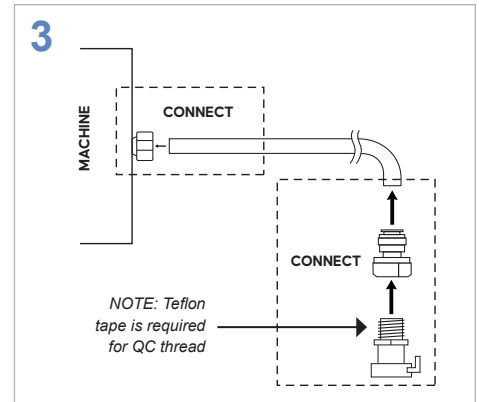 3
MACHINE
CONNECT
CONNECT
NOTE: Teflon
tape is required
for QC thread